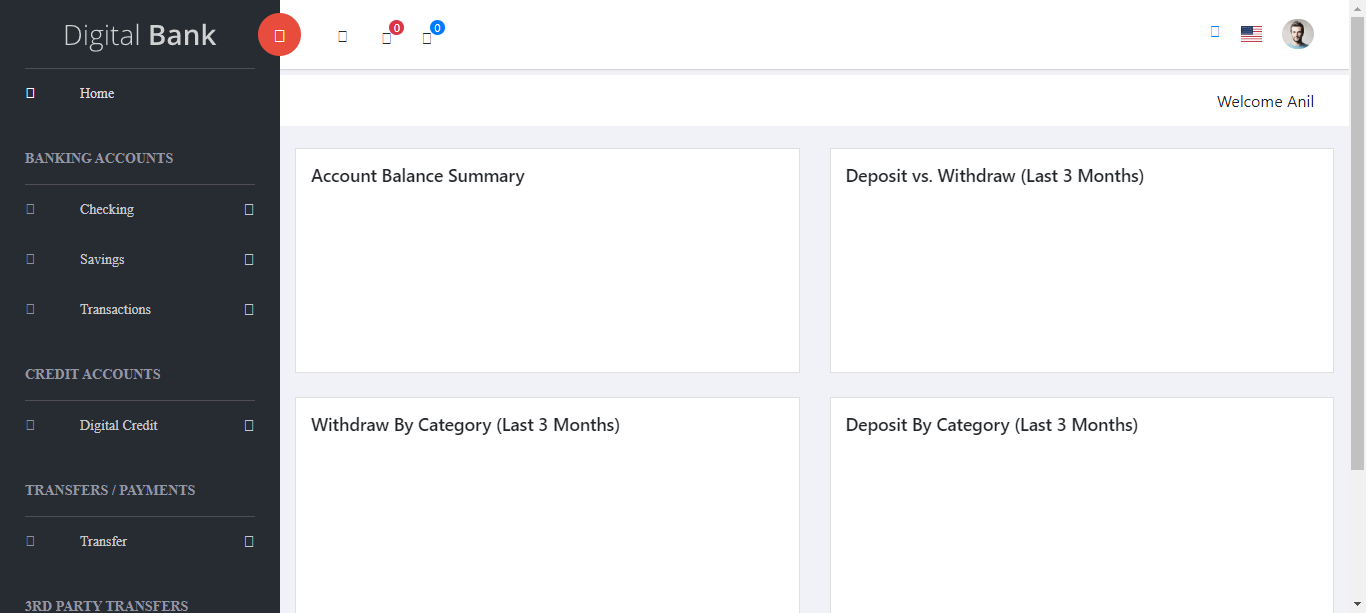 Digital Bank
0
0
Home
Welcome Anil
BANKING ACCOUNTS
Checking
Savings
Transactions
CREDIT ACCOUNTS
Digital Credit
TRANSFERS / PAYMENTS
Transfer
3RD PARTY TRANSFERS
Account Balance Summary
Deposit vs. Withdraw (Last 3 Months)
Withdraw By Category (Last 3 Months)
Deposit By Category (Last 3 Months)